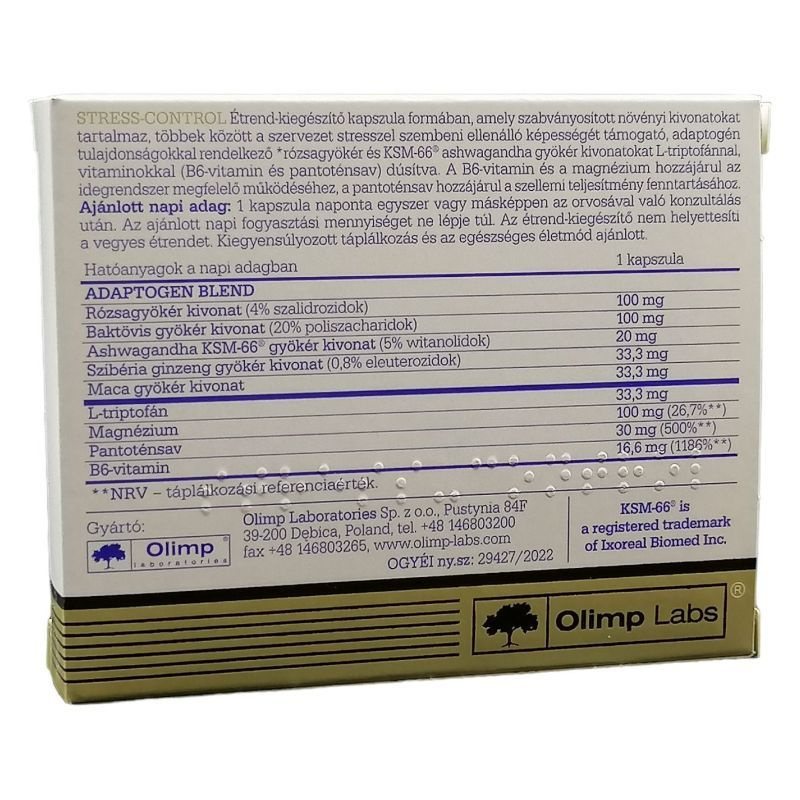 STRESS-CONTROL Étrend-kiegészítő kapszula formában, amely szabványosított növényi kivonatokat
tartalmaz, többek között a szervezet stresszel szembeni ellenálló képességét támogató, adaptogén
tulajdonságokkal rendelkező *rózsagyökér és KSM-66® ashwagandha gyökér kivonatokat L-triptofánnal,
vitaminokkal (B6-vitamin és pantoténsav) dúsítva. A B6-vitamin és a magnézium hozzájárul az
idegrendszer megfelelő működéséhez, a pantoténsav hozzájárul a szellemi teljesítmény fenntartásához.
Ajánlott napi adag: 1 kapszula naponta egyszer vagy másképpen az orvosával való konzultálás
után. Az ajánlott napi fogyasztási mennyiséget ne lépje túl. Az étrend-kiegészítő nem helyettesíti
a vegyes étrendet. Kiegyensúlyozott táplálkozás és az egészséges életmód ajánlott.
Hatóanyagok a napi adagban 1 kapszula
ADAPTOGEN BLEND
Rózsagyökér kivonat (4% szalidrozidok) 100 mg
Baktövis gyökér kivonat (20% poliszacharidok) 100 mg
Ashwagandha KSM-66® gyökér kivonat (5% witanolidok) 20 mg
Szibéria ginzeng gyökér kivonat (0,8% eleuterozidok) 33,3 mg
Maca gyökér kivonat 33,3 mg
L-triptofán 33,3 mg
Magnézium 100 mg (26,7%**)
Pantoténsav 30 mg (500%**)
B6-vitamin 16,6 mg (1186%**)
**NRV – táplálkozási referenciaérték.
Gyártó:
Olimp®
laboratories
Olimp Laboratories Sp. z o.o., Pustynia 84F
39-200 Dębica, Poland, tel. +48 146803200
fax +48 146803265, www.olimp-labs.com
OGYÉI ny.sz: 29427/2022
KSM-66® is
a registered trademark
of Ixoreal Biomed Inc.
Olimp Labs®